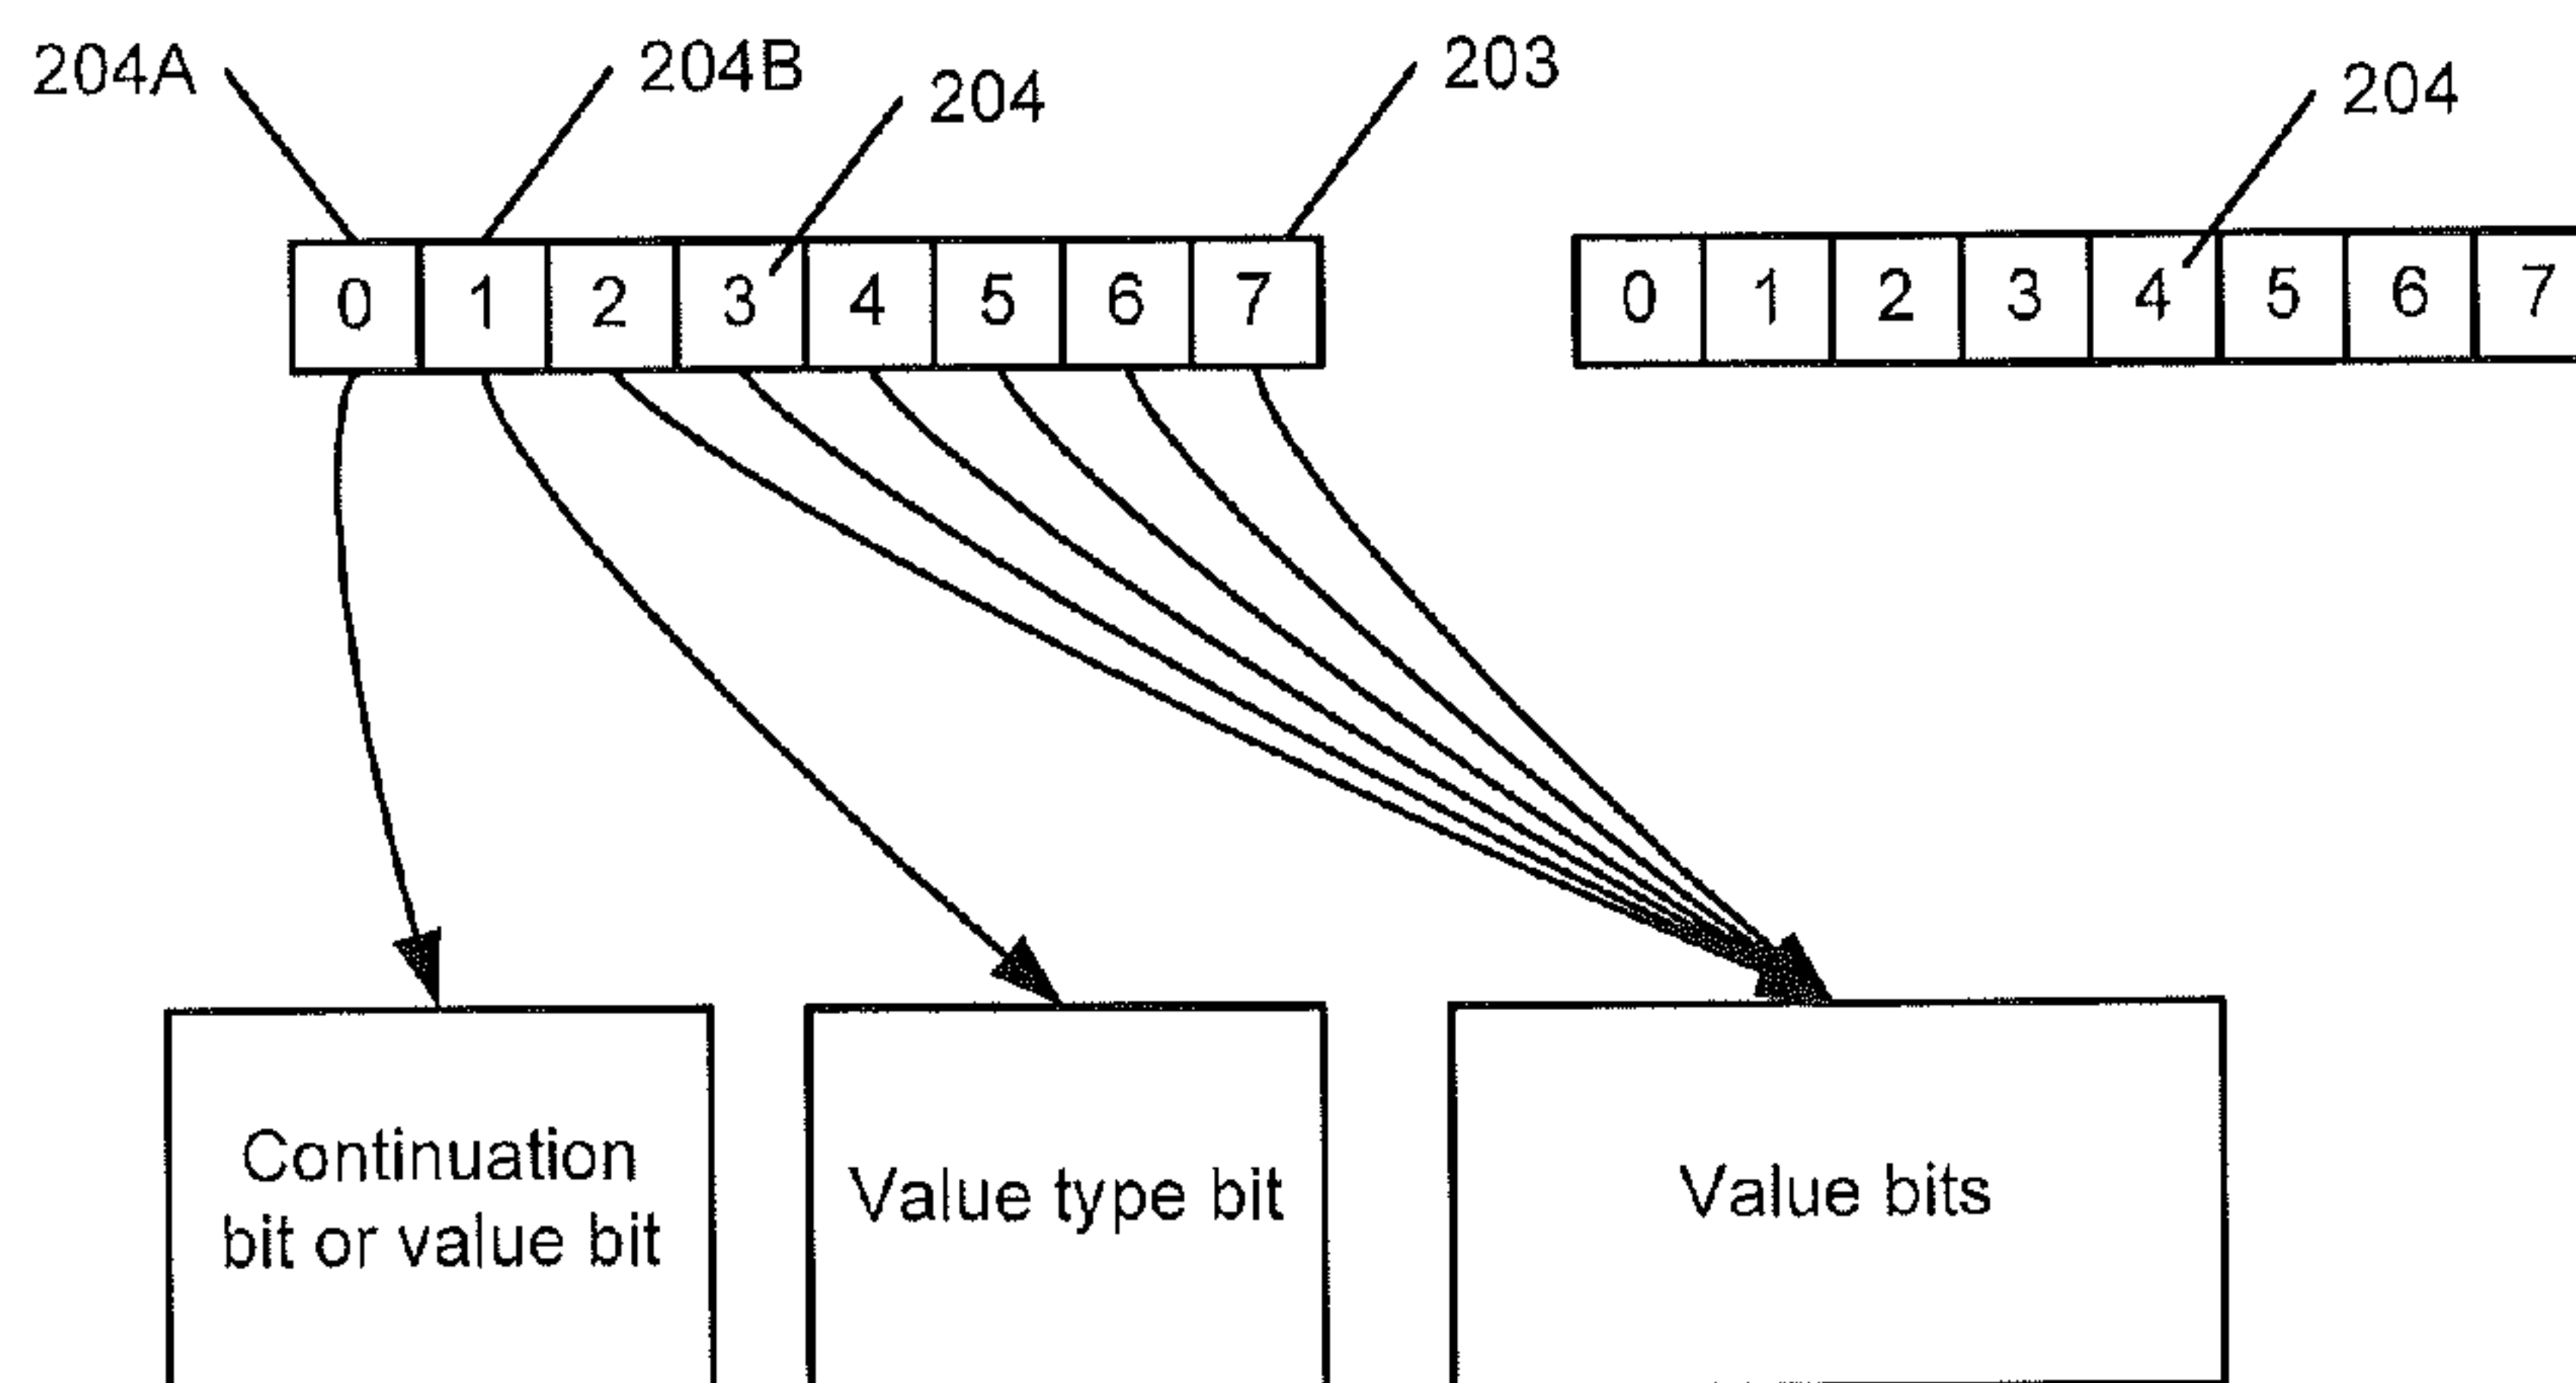 204A 204B 204 203 204
0 1 2 3 4 5 6 7 0 1 2 3 4 5 6 7
Continuation
bit or value bit
Value type bit
Value bits